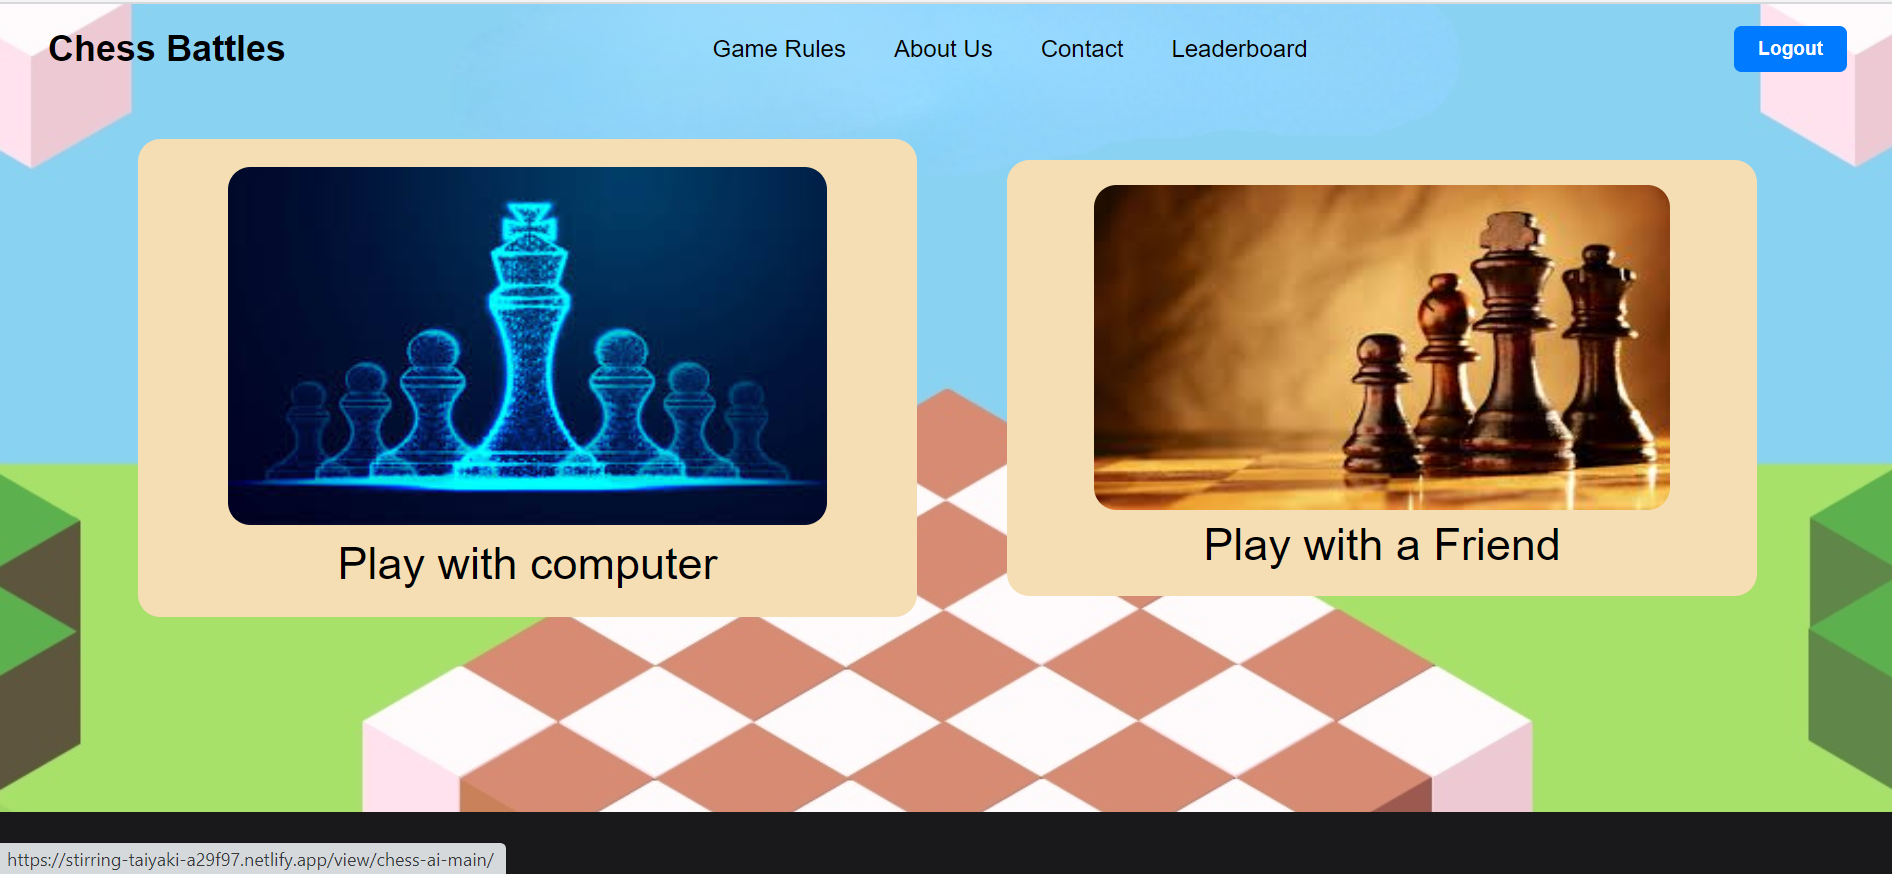 Chess Battles
Game Rules
About Us
Contact
Leaderboard
Logout
Play with computer
Play with a Friend
https://stirring-taiyaki-a29f97.netlify.app/view/chess-ai-main/